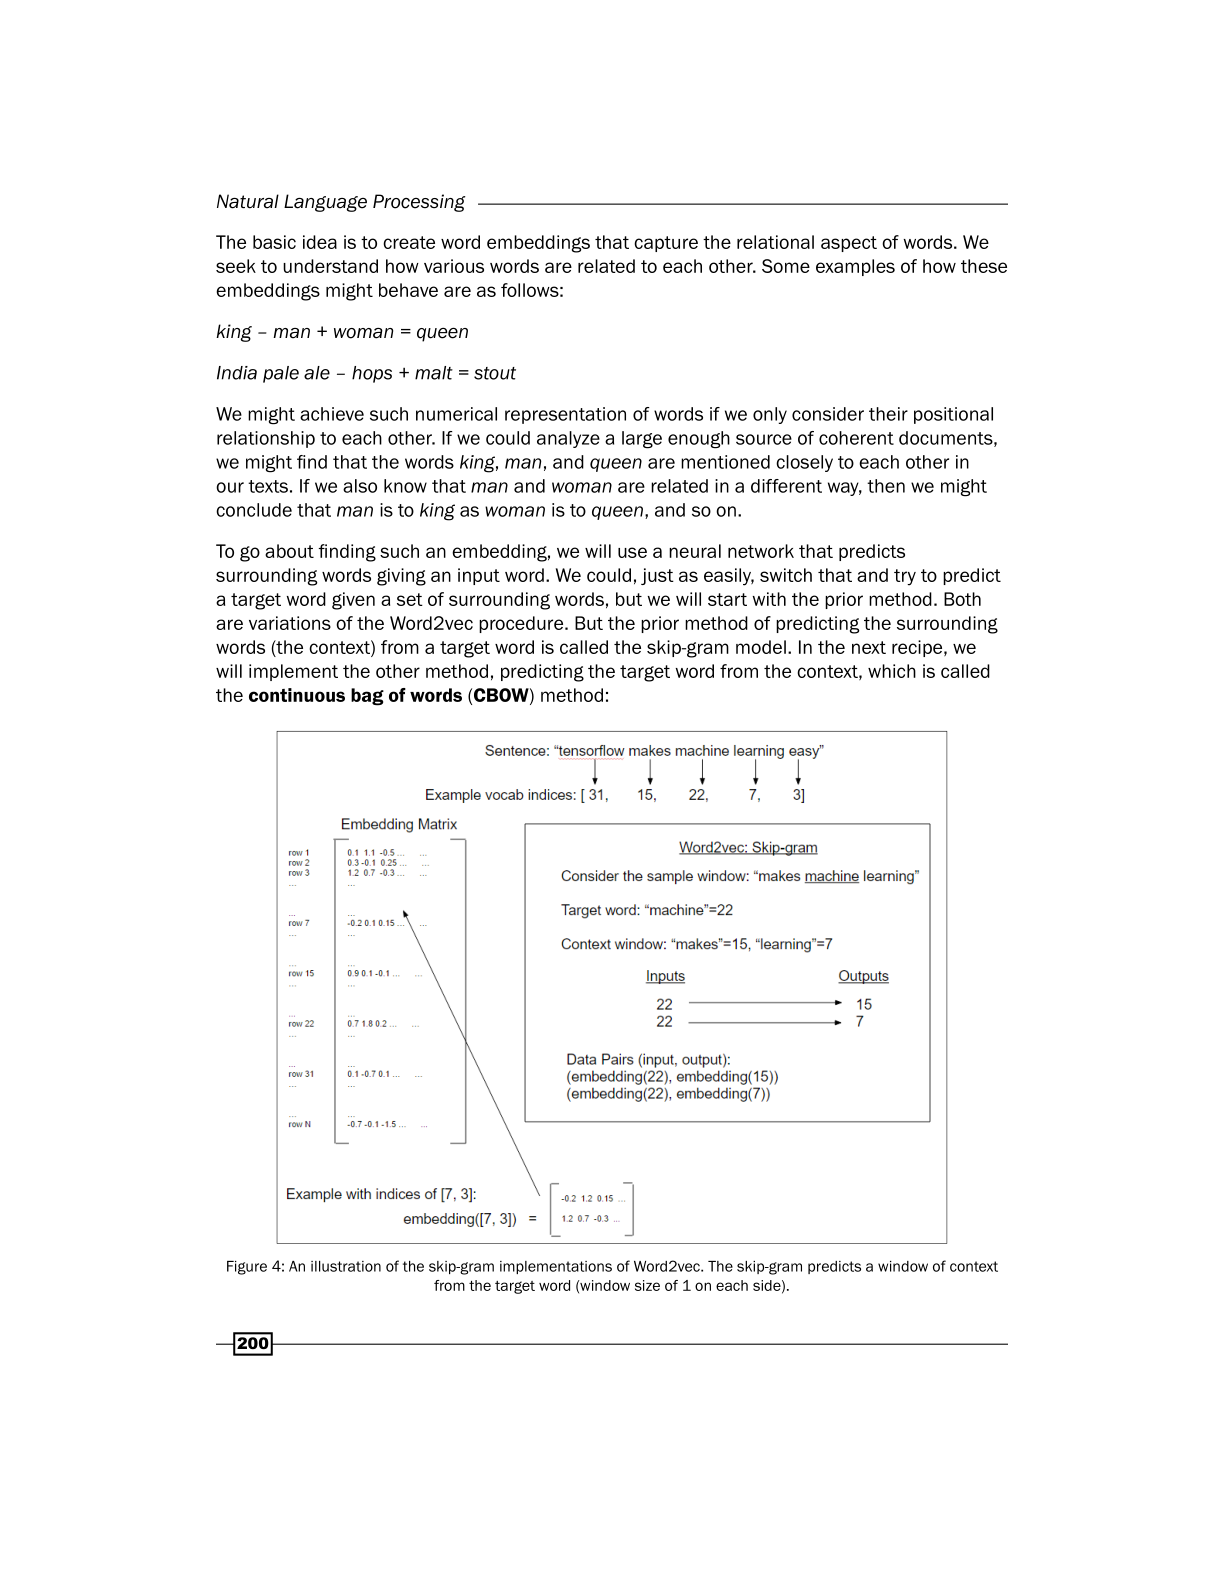 Natural Language Processing
The basic idea is to create word embeddings that capture the relational aspect of words. We
seek to understand how various words are related to each other. Some examples of how these
embeddings might behave are as follows:
king – man + woman = queen
India pale ale – hops + malt = stout
We might achieve such numerical representation of words if we only consider their positional
relationship to each other. If we could analyze a large enough source of coherent documents,
we might find that the words king, man, and queen are mentioned closely to each other in
our texts. If we also know that man and woman are related in a different way, then we might
conclude that man is to king as woman is to queen, and so on.
To go about finding such an embedding, we will use a neural network that predicts
surrounding words giving an input word. We could, just as easily, switch that and try to predict
a target word given a set of surrounding words, but we will start with the prior method. Both
are variations of the Word2vec procedure. But the prior method of predicting the surrounding
words (the context) from a target word is called the skip-gram model. In the next recipe, we
will implement the other method, predicting the target word from the context, which is called
the continuous bag of words (CBOW) method:
Sentence: “tensorflow makes machine learning easy”
Example vocab indices: [ 31, 15, 22, 7, 3]
Embedding Matrix
row 1 0.1 1.1 -0.5 ... ...
row 2 0.3 -0.1 0.25 ... ...
row 3 1.2 0.7 -0.3 ... ...
... ...
... ...
row 7 -0.2 0.1 0.15 ... ...
... ...
... ...
row 15 0.9 0.1 -0.1 ... ...
... ...
... ...
row 22 0.7 1.8 0.2 ... ...
... ...
... ...
row 31 0.1 -0.7 0.1 ... ...
... ...
... ...
row N -0.7 -0.1 -1.5 ... ...
Word2vec: Skip-gram
Consider the sample window: “makes machine learning”
Target word: “machine”=22
Context window: “makes”=15, “learning”=7
Inputs Outputs
22 15
22 7
Data Pairs (input, output):
(embedding(22), embedding(15))
(embedding(22), embedding(7))
Example with indices of [7, 3]:
embedding([7, 3]) =
-0.2 1.2 0.15 ...
1.2 0.7 -0.3 ...
Figure 4: An illustration of the skip-gram implementations of Word2vec. The skip-gram predicts a window of context
from the target word (window size of 1 on each side).
200